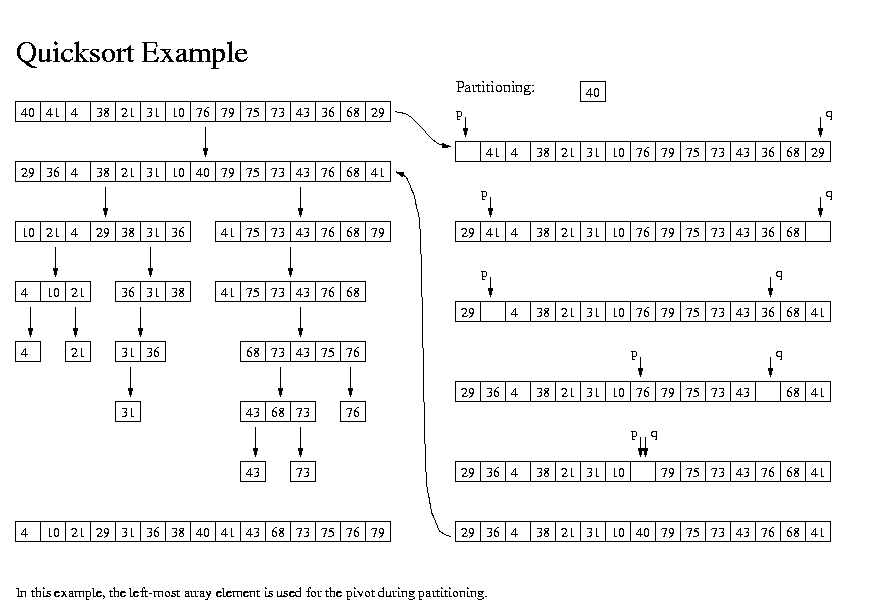 Quicksort Example
40 41 4 38 21 31 10 76 79 75 73 43 36 68 29
29 36 4 38 21 31 10 40 79 75 73 43 76 68 41
10 21 4 29 38 31 36 41 75 73 43 76 68 79
4 10 21 36 31 38 41 75 73 43 76 68
4 21 31 36 68 73 43 75 76
31 43 68 73 76
43 73
4 10 21 29 31 36 38 40 41 43 68 73 75 76 79
Partitioning: 40
p q
41 4 38 21 31 10 76 79 75 73 43 36 68 29
p q
29 41 4 38 21 31 10 76 79 75 73 43 36 68
p q
29 4 38 21 31 10 76 79 75 73 43 36 68 41
p q
29 36 4 38 21 31 10 76 79 75 73 43 68 41
p q
29 36 4 38 21 31 10 79 75 73 43 76 68 41
29 36 4 38 21 31 10 40 79 75 73 43 76 68 41
In this example, the left-most array element is used for the pivot during partitioning.